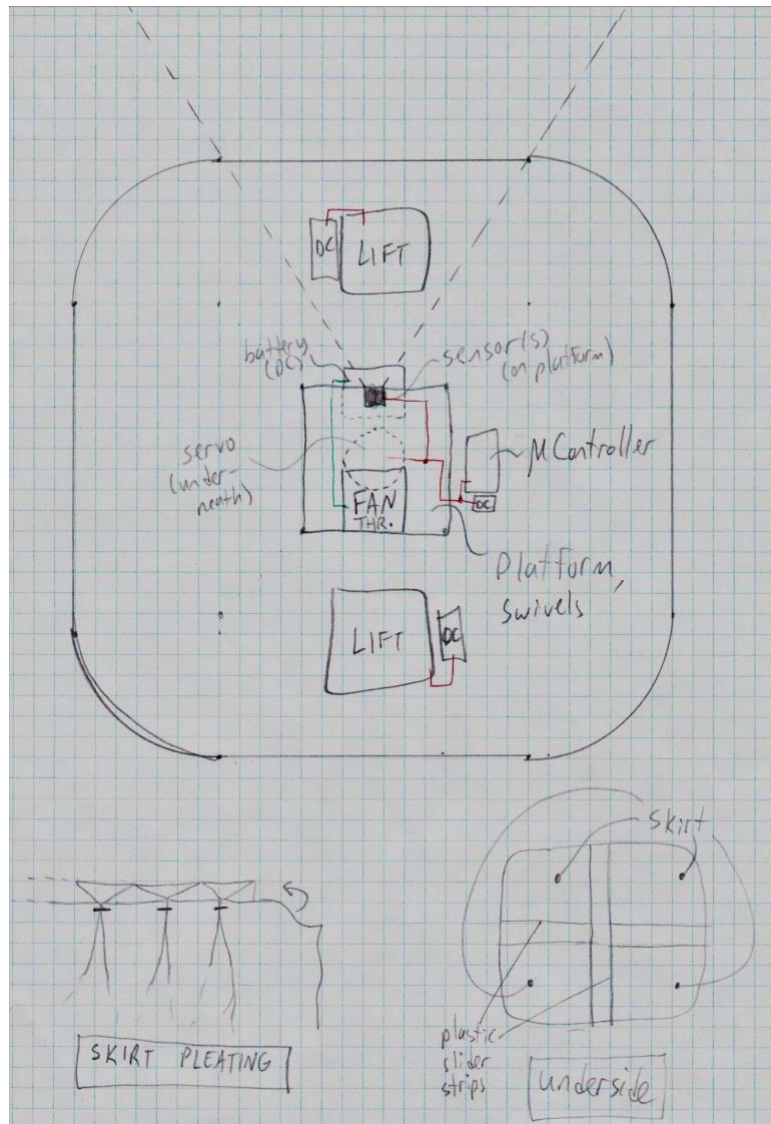 DC
LIFT
battery
(DC)
sensor(s)
(on platform)
servo
(under-
neath)
μController
DC
FAN
THR.
Platform,
swivels
LIFT
DC
skirt
plastic
slider
strips
SKIRT PLEATING
underside